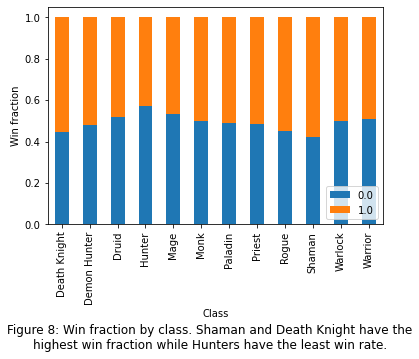 1.0
0.8
0.6
0.4
0.2
0.0
Win fraction
0.0
1.0
Death Knight
Demon Hunter
Druid
Hunter
Mage
Monk
Paladin
Priest
Rogue
Shaman
Warlock
Warrior
Class
Figure 8: Win fraction by class. Shaman and Death Knight have the
highest win fraction while Hunters have the least win rate.